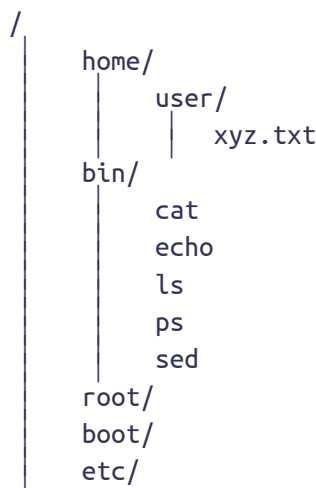 /
home/
user/
xyz.txt
bin/
cat
echo
ls
ps
sed
root/
boot/
etc/